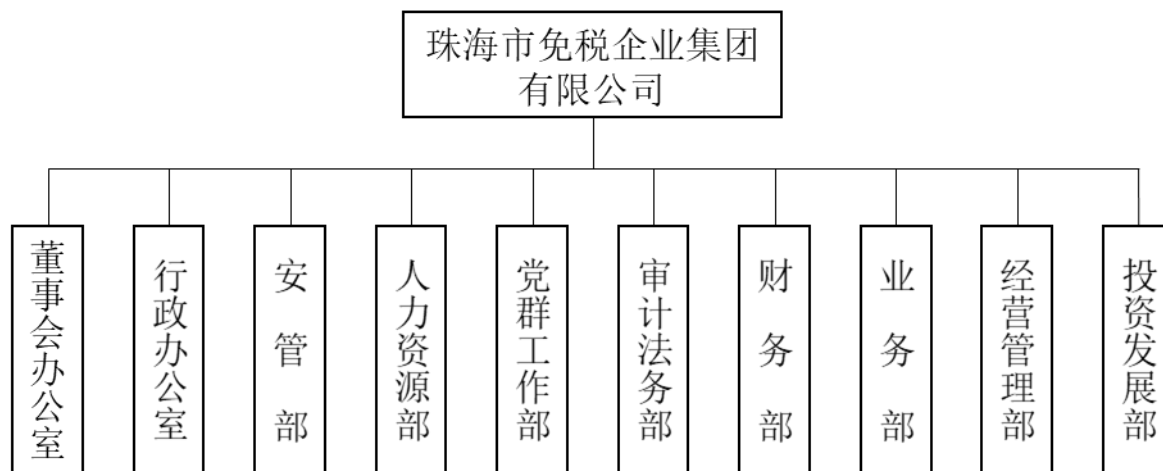 珠海市免税企业集团
有限公司
董事会办公室
行政办公室
安管部
人力资源部
党群工作部
审计法务部
财务部
业务部
经营管理部
投资发展部